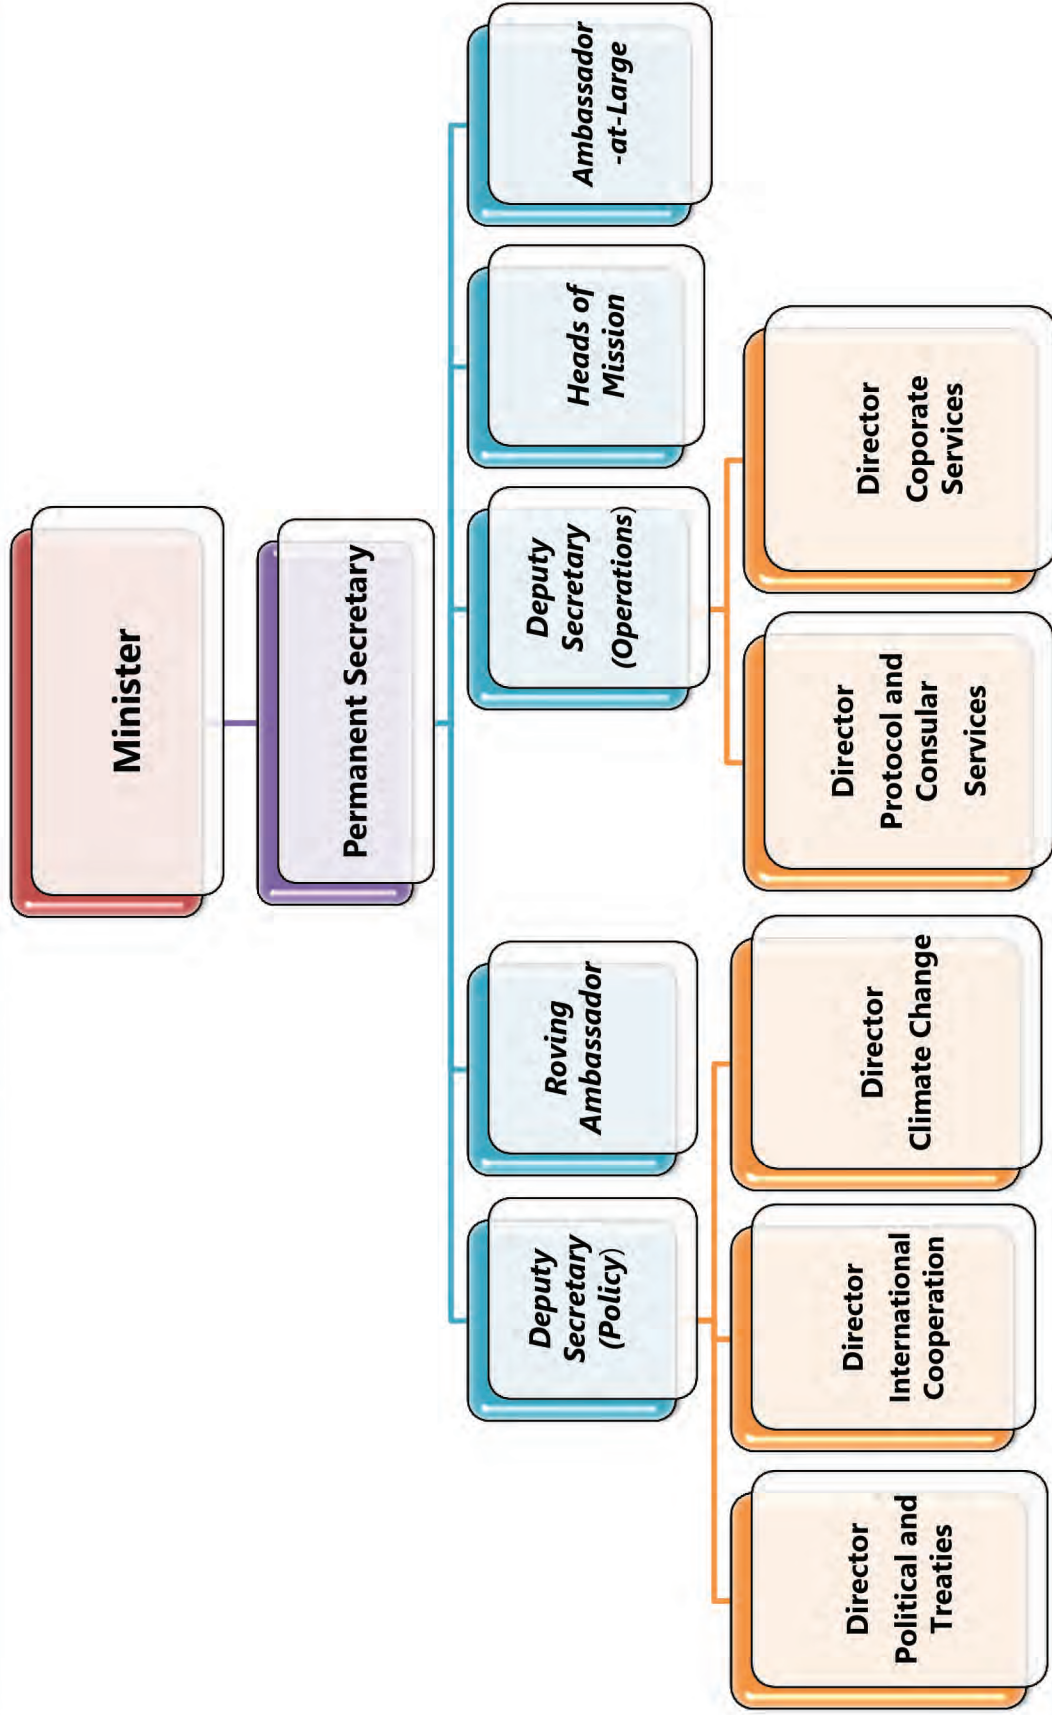 Minister
Permanent Secretary
Deputy
Secretary
(Policy)
Roving
Ambassador
Deputy
Secretary
(Operations)
Heads of
Mission
Ambassador
-at-Large
Director
Political and
Treaties
Director
International
Cooperation
Director
Climate Change
Director
Protocol and
Consular
Services
Director
Coporate
Services